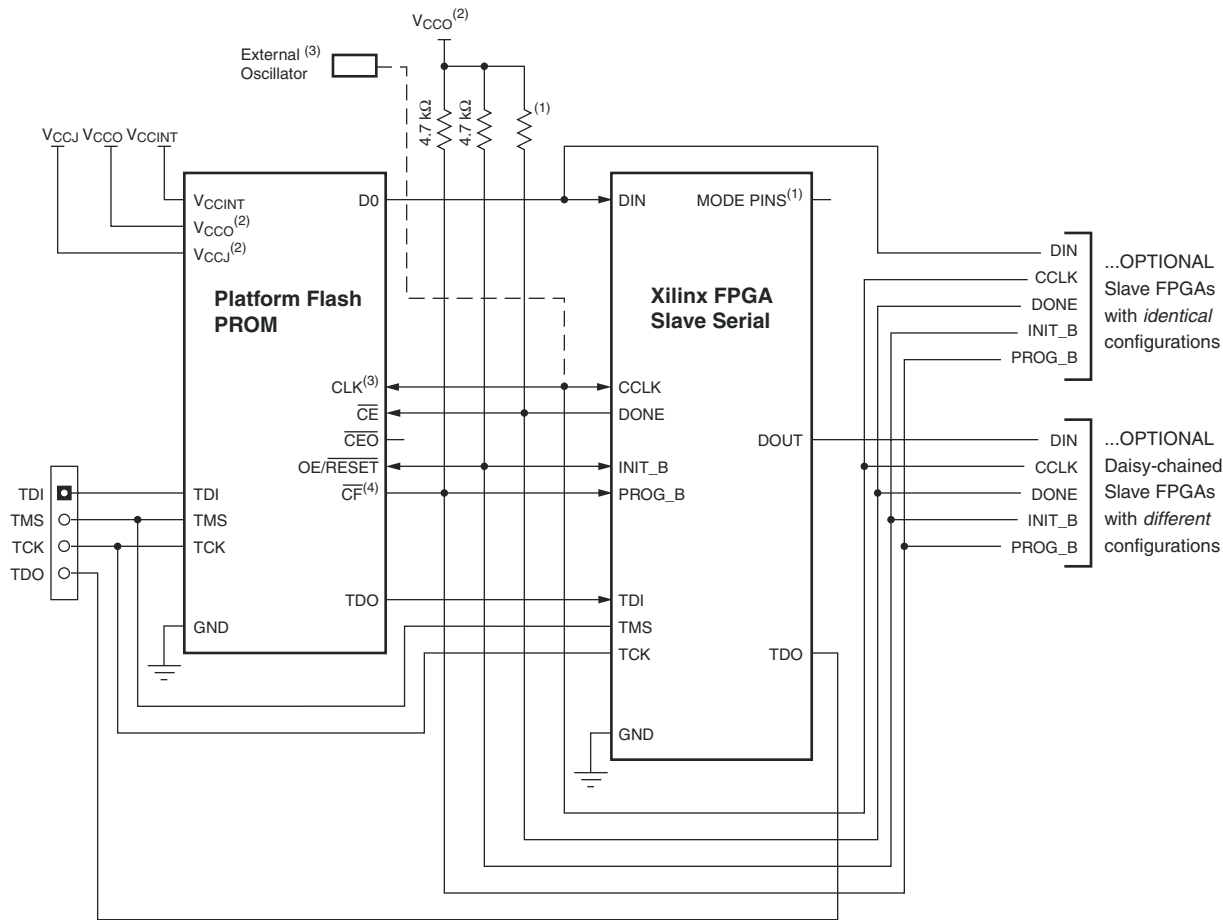 VCCO(2)
External (3)
Oscillator
4.7 kΩ
4.7 kΩ
(1)
VCCJ VCCO VCCINT
VCCINT
VCCO(2)
VCCJ(2)
D0
Platform Flash
PROM
CLK(3)
CE
CEO
OE/RESET
CF(4)
TDI
TMS
TCK
TDO
GND
DIN
MODE PINS(1)
Xilinx FPGA
Slave Serial
CCLK
DONE
DOUT
INIT_B
PROG_B
TDI
TMS
TCK
TDO
GND
TDI
TMS
TCK
TDO
DIN
CCLK
DONE
INIT_B
PROG_B
...OPTIONAL
Slave FPGAs
with identical
configurations
DIN
CCLK
DONE
INIT_B
PROG_B
...OPTIONAL
Daisy-chained
Slave FPGAs
with different
configurations